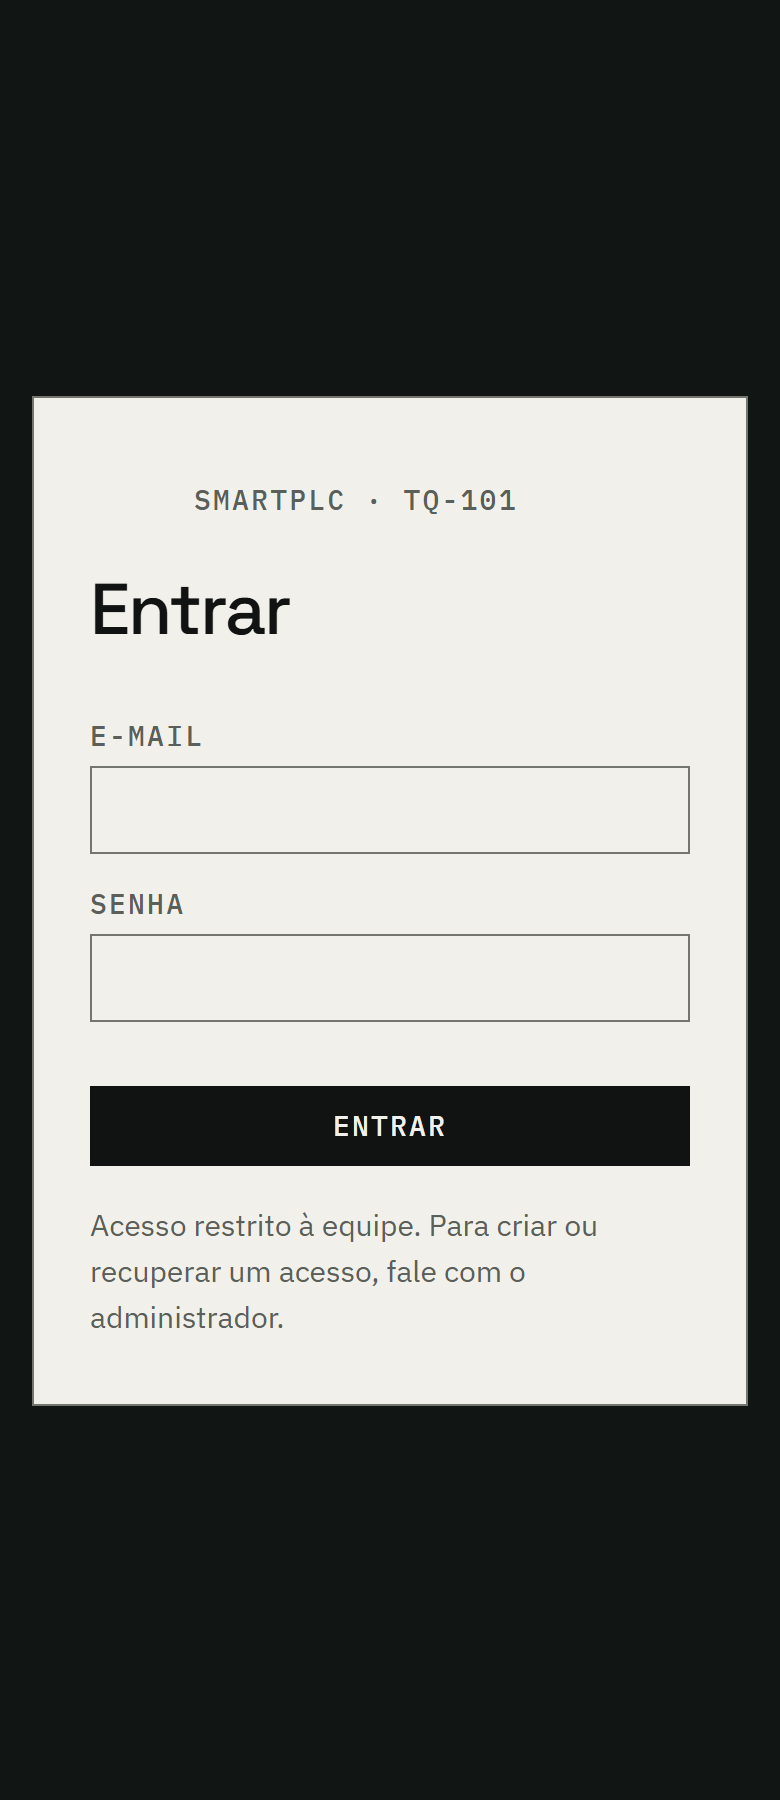 SMARTPLC · TQ-101
Entrar
E-MAIL
SENHA
ENTRAR
Acesso restrito à equipe. Para criar ou
recuperar um acesso, fale com o
administrador.